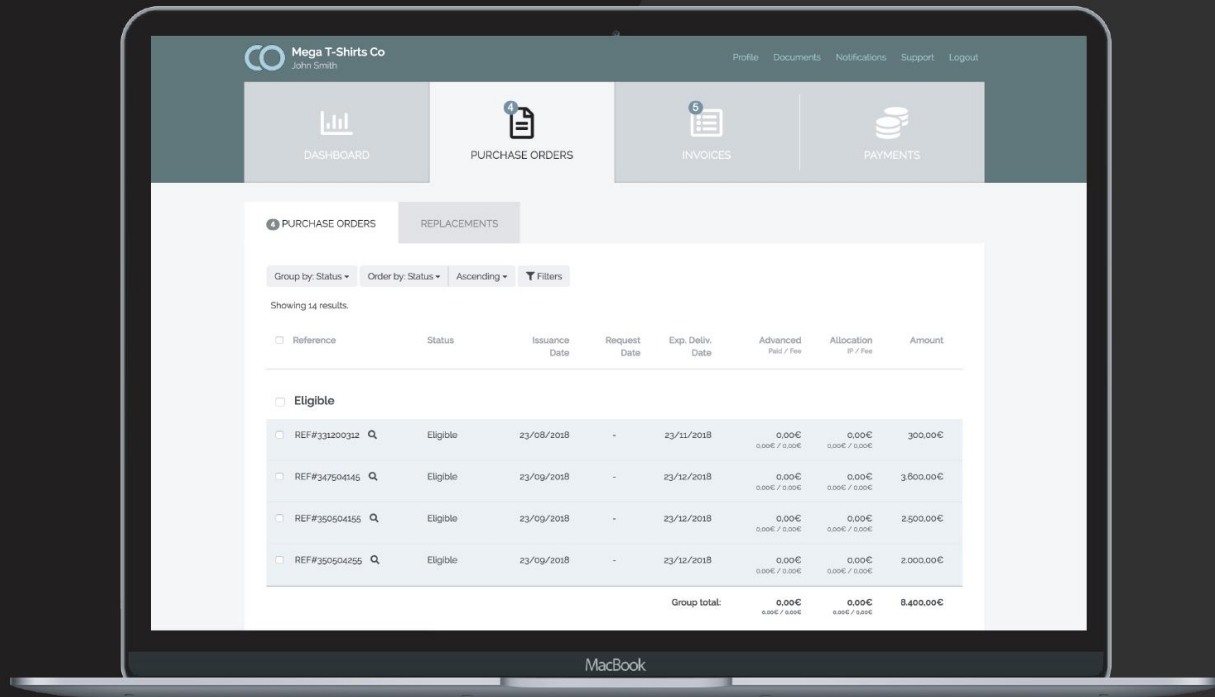 Mega T-Shirts Co
John Smith
Profile Documents Notifications Support Logout
DASHBOARD
4
PURCHASE ORDERS
5
INVOICES
PAYMENTS
4 PURCHASE ORDERS
REPLACEMENTS
Group by: Status Order by: Status Ascending Filters
Showing 14 results.
Reference Status Issuance Date Request Date Exp. Deliv. Date Advanced Paid / Fee Allocation IP / Fee Amount
Eligible
REF#331200312 Eligible 23/08/2018 - 23/11/2018 0,00€ 0,00€ 300,00€
0,00€ / 0,00€ 0,00€ / 0,00€
REF#347504145 Eligible 23/09/2018 - 23/12/2018 0,00€ 0,00€ 3.600,00€
0,00€ / 0,00€ 0,00€ / 0,00€
REF#350504155 Eligible 23/09/2018 - 23/12/2018 0,00€ 0,00€ 2.500,00€
0,00€ / 0,00€ 0,00€ / 0,00€
REF#350504255 Eligible 23/09/2018 - 23/12/2018 0,00€ 0,00€ 2.000,00€
0,00€ / 0,00€ 0,00€ / 0,00€
Group total: 0,00€ 0,00€ 8.400,00€
0,00€ / 0,00€ 0,00€ / 0,00€
MacBook